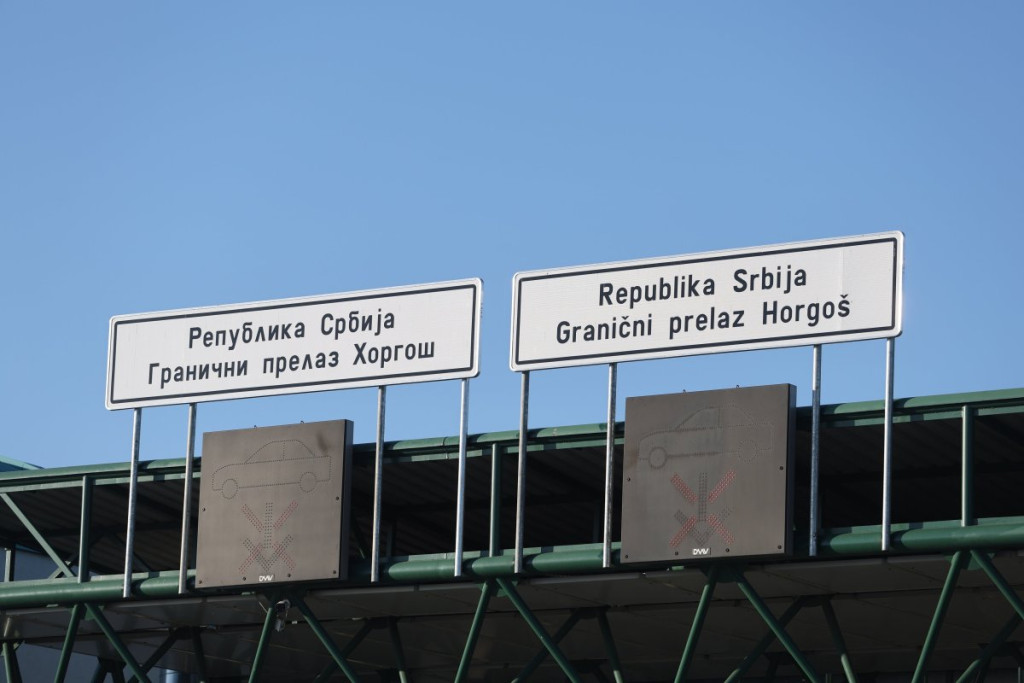 Република Србија
Гранични прелаз Хоргош
Republika Srbija
Granični prelaz Horgoš